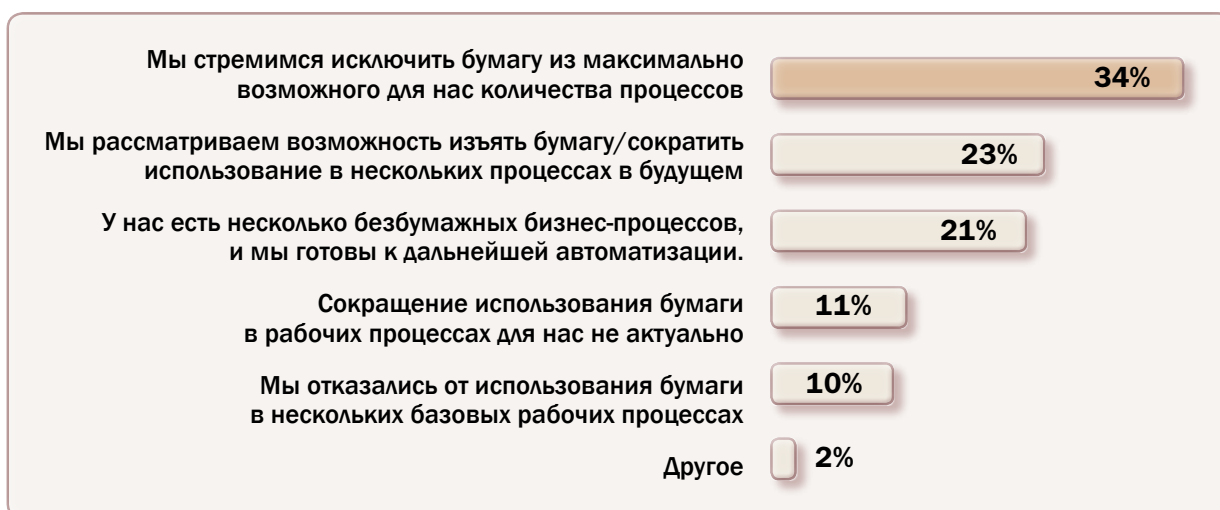 Мы стремимся исключить бумагу из максимально
возможного для нас количества процессов
34%
Мы рассматриваем возможность изъять бумагу/сократить
использование в нескольких процессах в будущем
23%
У нас есть несколько безбумажных бизнес-процессов,
и мы готовы к дальнейшей автоматизации.
21%
Сокращение использования бумаги
в рабочих процессах для нас не актуально
11%
Мы отказались от использования бумаги
в нескольких базовых рабочих процессах
10%
Другое
2%